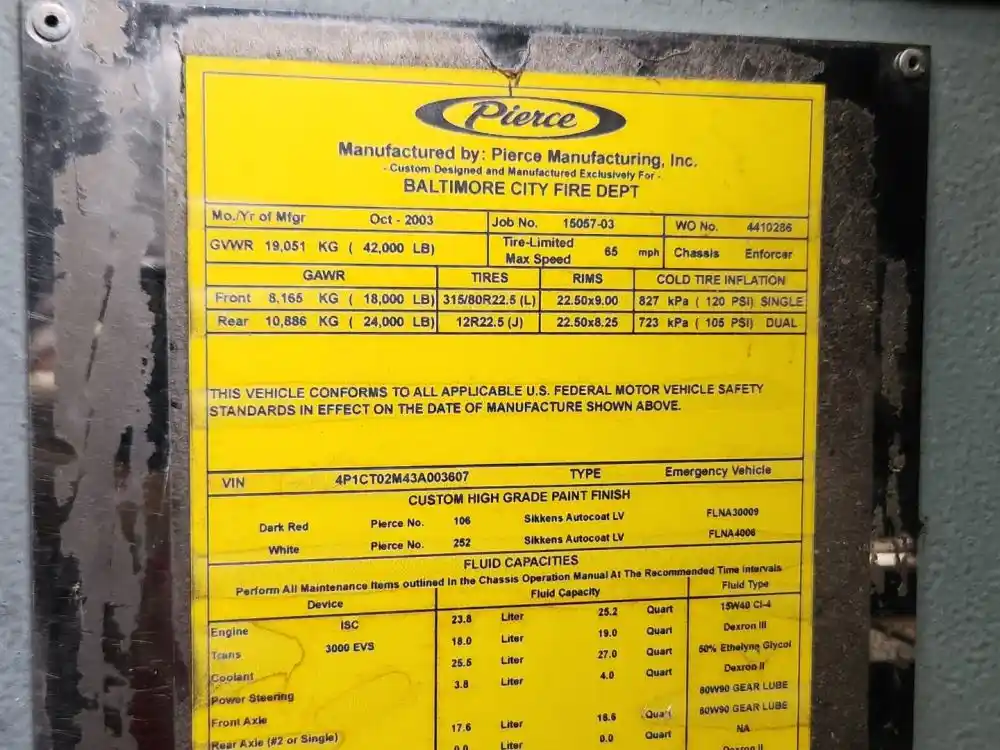 Pierce
Manufactured by: Pierce Manufacturing, Inc.
- Custom Designed and Manufactured Exclusively For -
BALTIMORE CITY FIRE DEPT
Mo./Yr of Mfgr Oct - 2003 Job No. 15057-03 WO No. 4410286
GVWR 19,051 KG ( 42,000 LB) Tire-Limited Max Speed 65 mph Chassis Enforcer
GAWR TIRES RIMS COLD TIRE INFLATION
Front 8,165 KG ( 18,000 LB) 315/80R22.5 (L) 22.50x9.00 827 kPa ( 120 PSI) SINGLE
Rear 10,886 KG ( 24,000 LB) 12R22.5 (J) 22.50x8.25 723 kPa ( 105 PSI) DUAL
THIS VEHICLE CONFORMS TO ALL APPLICABLE U.S. FEDERAL MOTOR VEHICLE SAFETY
STANDARDS IN EFFECT ON THE DATE OF MANUFACTURE SHOWN ABOVE.
VIN 4P1CT02M43A003607 TYPE Emergency Vehicle
CUSTOM HIGH GRADE PAINT FINISH
Dark Red Pierce No. 106 Sikkens Autocoat LV FLNA30009
White Pierce No. 252 Sikkens Autocoat LV FLNA4006
FLUID CAPACITIES
Perform All Maintenance Items outlined In the Chassis Operation Manual At The Recommended Time Intervals
Device Fluid Capacity Fluid Type
Engine ISC 23.8 Liter 25.2 Quart 15W40 CI-4
Trans 3000 EVS 18.0 Liter 19.0 Quart Dexron III
Coolant 25.5 Liter 27.0 Quart 50% Ethelyne Glycol
Power Steering 3.8 Liter 4.0 Quart Dexron II
Front Axle 80W90 GEAR LUBE
Rear Axle (#2 or Single) 17.6 Liter 18.6 Quart 80W90 GEAR LUBE
0.0 Liter 0.0 Quart NA
Dexron II